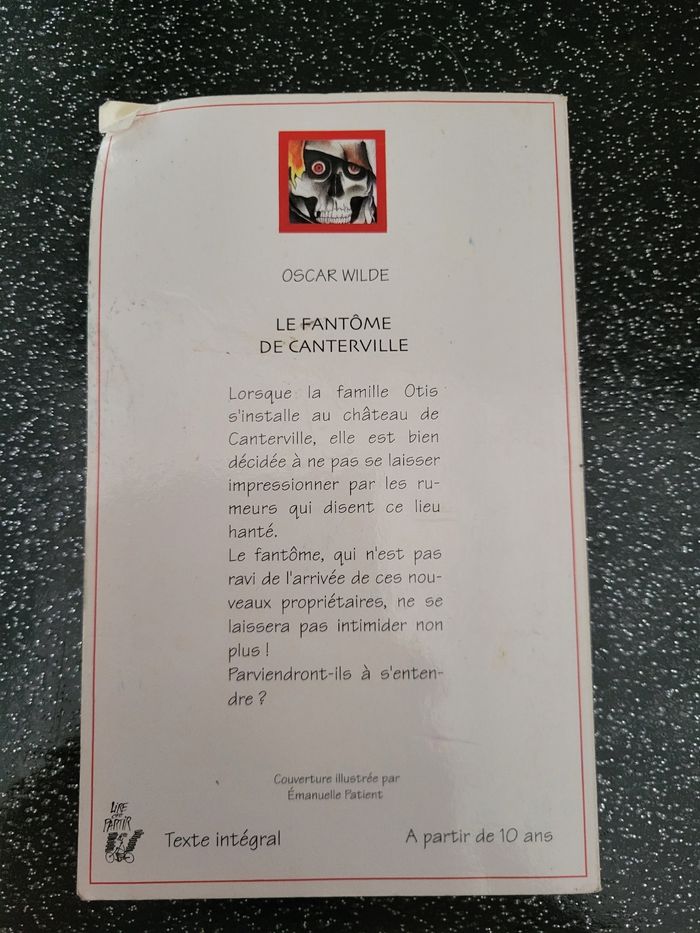 OSCAR WILDE
LE FANTÔME
DE CANTERVILLE
Lorsque la famille Otis
s'installe au château de
Canterville, elle est bien
décidée à ne pas se laisser
impressionner par les ru-
meurs qui disent ce lieu
hanté.
Le fantôme, qui n'est pas
ravi de l'arrivée de ces nou-
veaux propriétaires, ne se
laissera pas intimider non
plus !
Parviendront-ils à s'enten-
dre ?
Couverture illustrée par
Émanuelle Patient
LIRE
c'est
PARTIR
Texte intégral
A partir de 10 ans